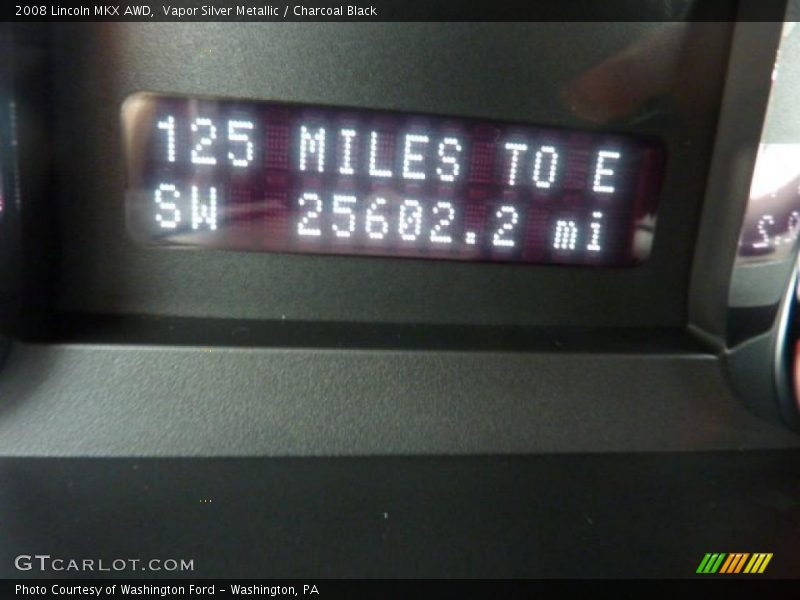 2008 Lincoln MKX AWD,  Vapor Silver Metallic / Charcoal Black
125 MILES TO E
SW 25602.2 mi
GTCARLOT.COM
Photo Courtesy of Washington Ford - Washington, PA